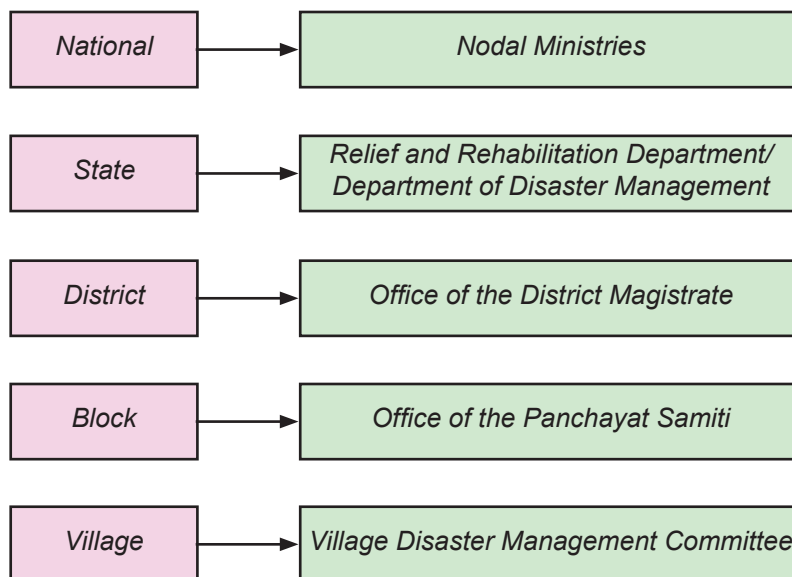 National
Nodal Ministries
State
Relief and Rehabilitation Department/
Department of Disaster Management
District
Office of the District Magistrate
Block
Office of the Panchayat Samiti
Village
Village Disaster Management Committee